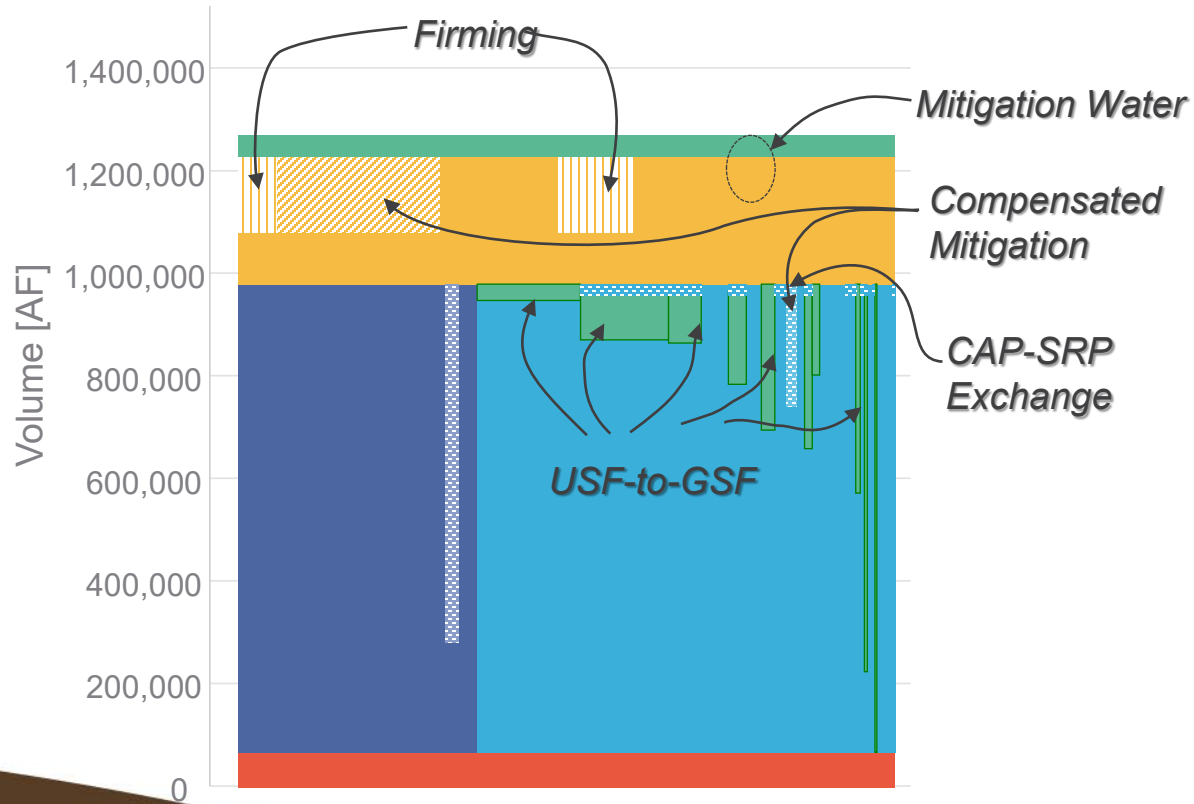 Firming
1,400,000
Mitigation Water
1,200,000
Compensated
Mitigation
1,000,000
Volume [AF]
CAP-SRP
Exchange
800,000
USF-to-GSF
600,000
400,000
200,000
0